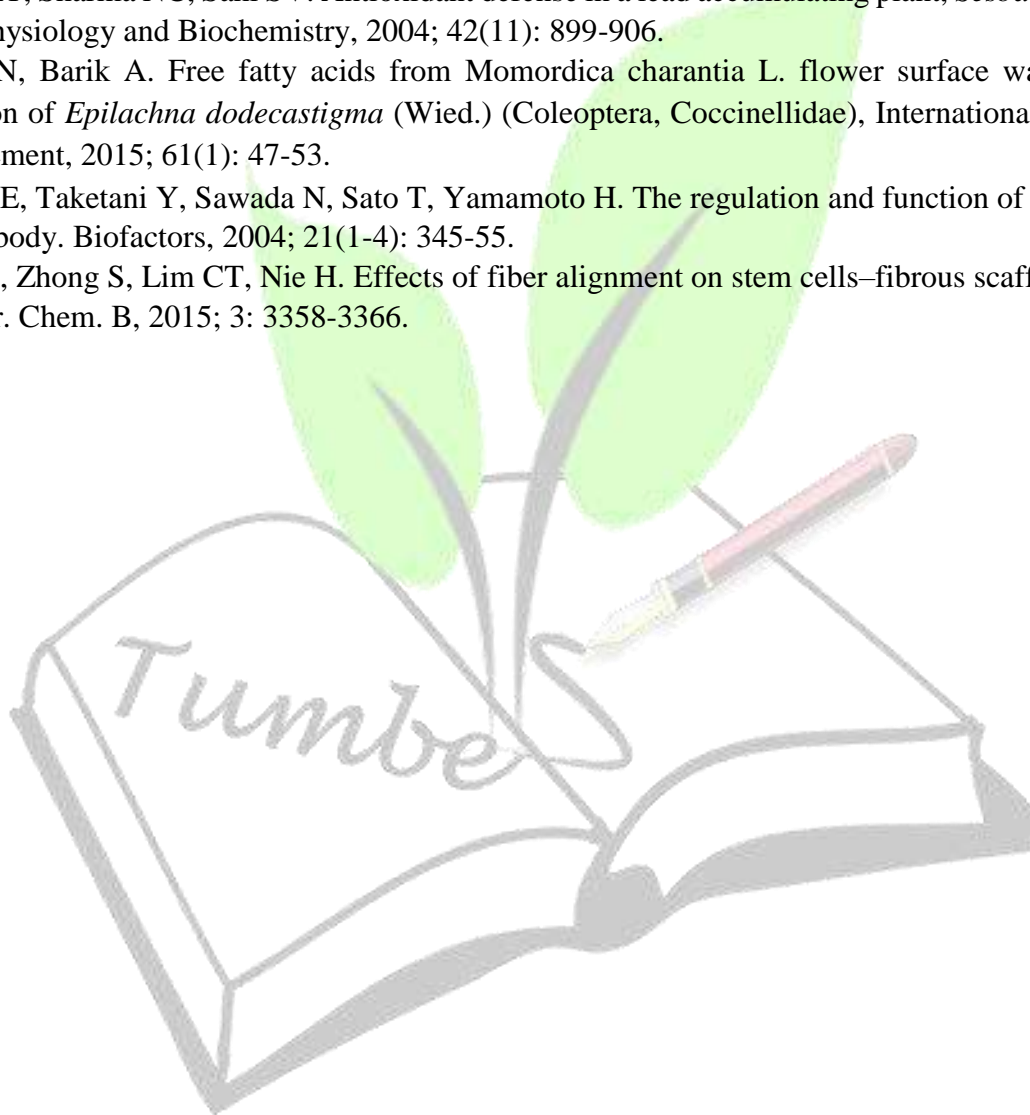 Sharma NC, Sahi SV. Antioxidant defense in a lead accumulating plant,
hysiology and Biochemistry, 2004; 42(11): 899-906.
N, Barik A. Free fatty acids from Momordica charantia L. flower surface wa
on of Epilachna dodecastigma (Wied.) (Coleoptera, Coccinellidae), Internationa
ment, 2015; 61(1): 47-53.
E, Taketani Y, Sawada N, Sato T, Yamamoto H. The regulation and function of
body. Biofactors, 2004; 21(1-4): 345-55.
, Zhong S, Lim CT, Nie H. Effects of fiber alignment on stem cells–fibrous scaff
r. Chem. B, 2015; 3: 3358-3366.
TumbeS